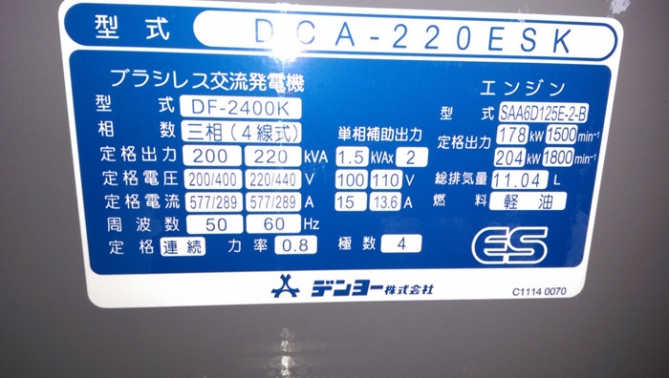 型式 DCA-220ESK
ブラシレス交流発電機
型式 DF-2400K
相数 三相(4線式) 単相補助出力
定格出力 200 220 kVA 1.5 kVA× 2
定格電圧 200/400 220/440 V 100 110 V
定格電流 577/289 577/289 A 15 13.6 A
周波数 50 60 Hz
定格 連続 力率 0.8 極数 4
エンジン
型式 SAA6D125E-2-B
定格出力 178 kW 1500 min⁻¹
204 kW 1800 min⁻¹
総排気量 11.04 L
燃料 軽油
ES
デンヨー株式会社
C1114 0070